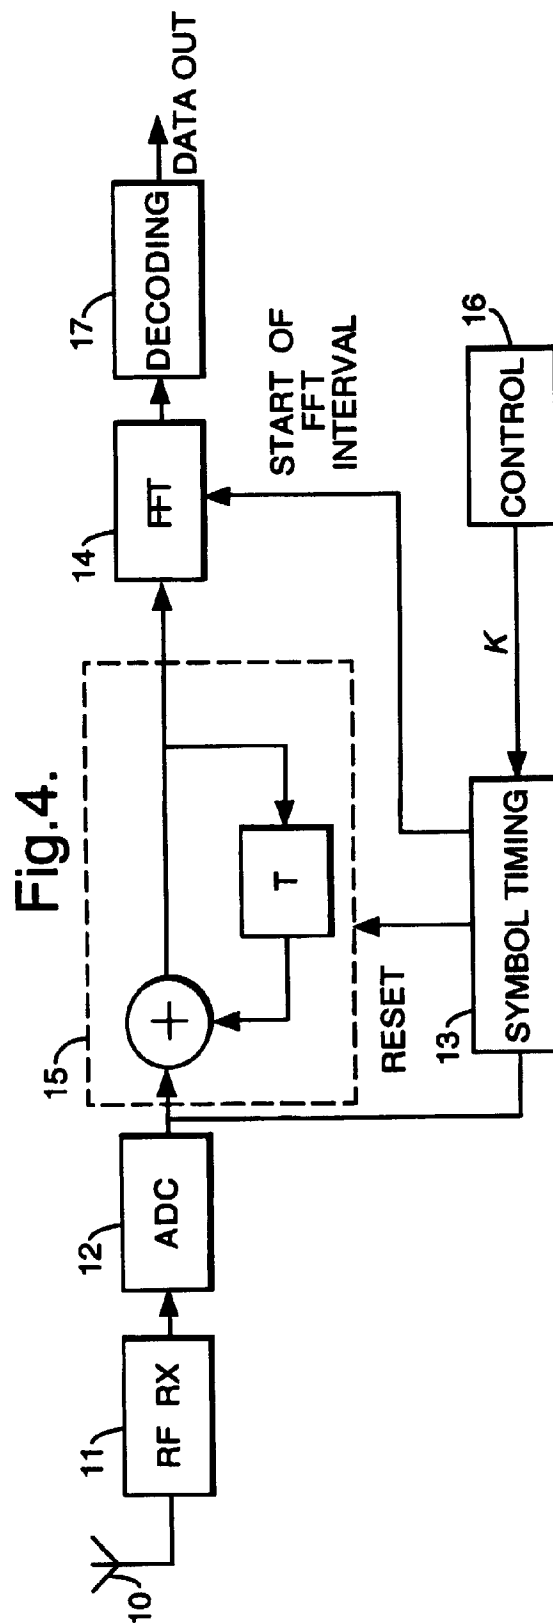 Fig.4.
10
11
RF RX
12
ADC
15
+
T
14
FFT
17
DECODING
DATA OUT
RESET
START OF
FFT
INTERVAL
13
SYMBOL TIMING
K
16
CONTROL